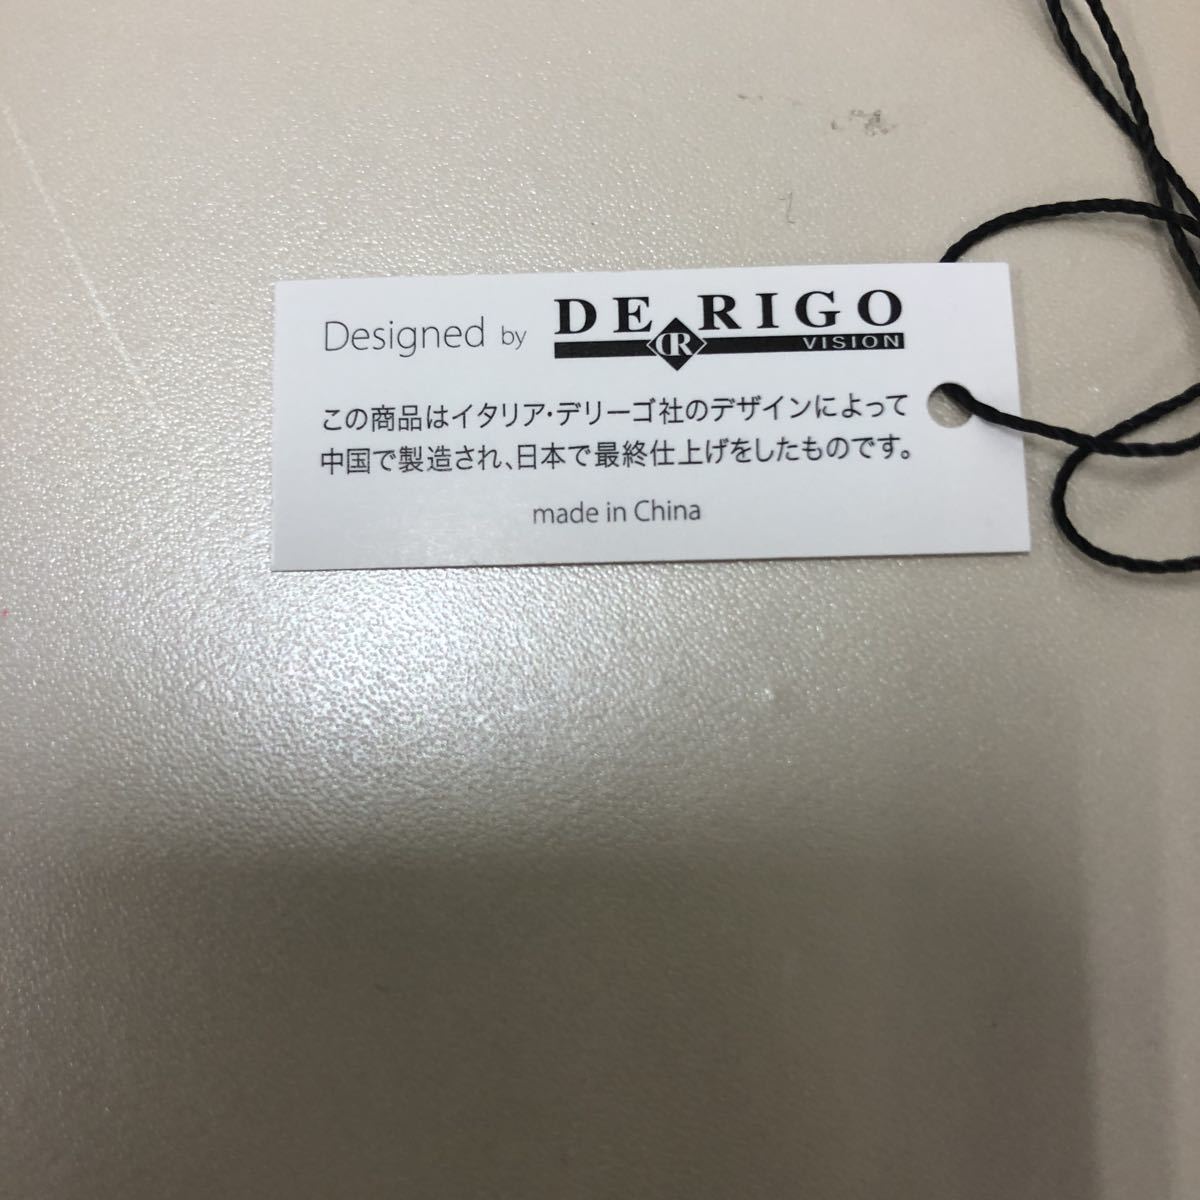 Designed by DE RIGO
DR VISION
この商品はイタリア・デリーゴ社のデザインによって
中国で製造され、日本で最終仕上げをしたものです。
made in China